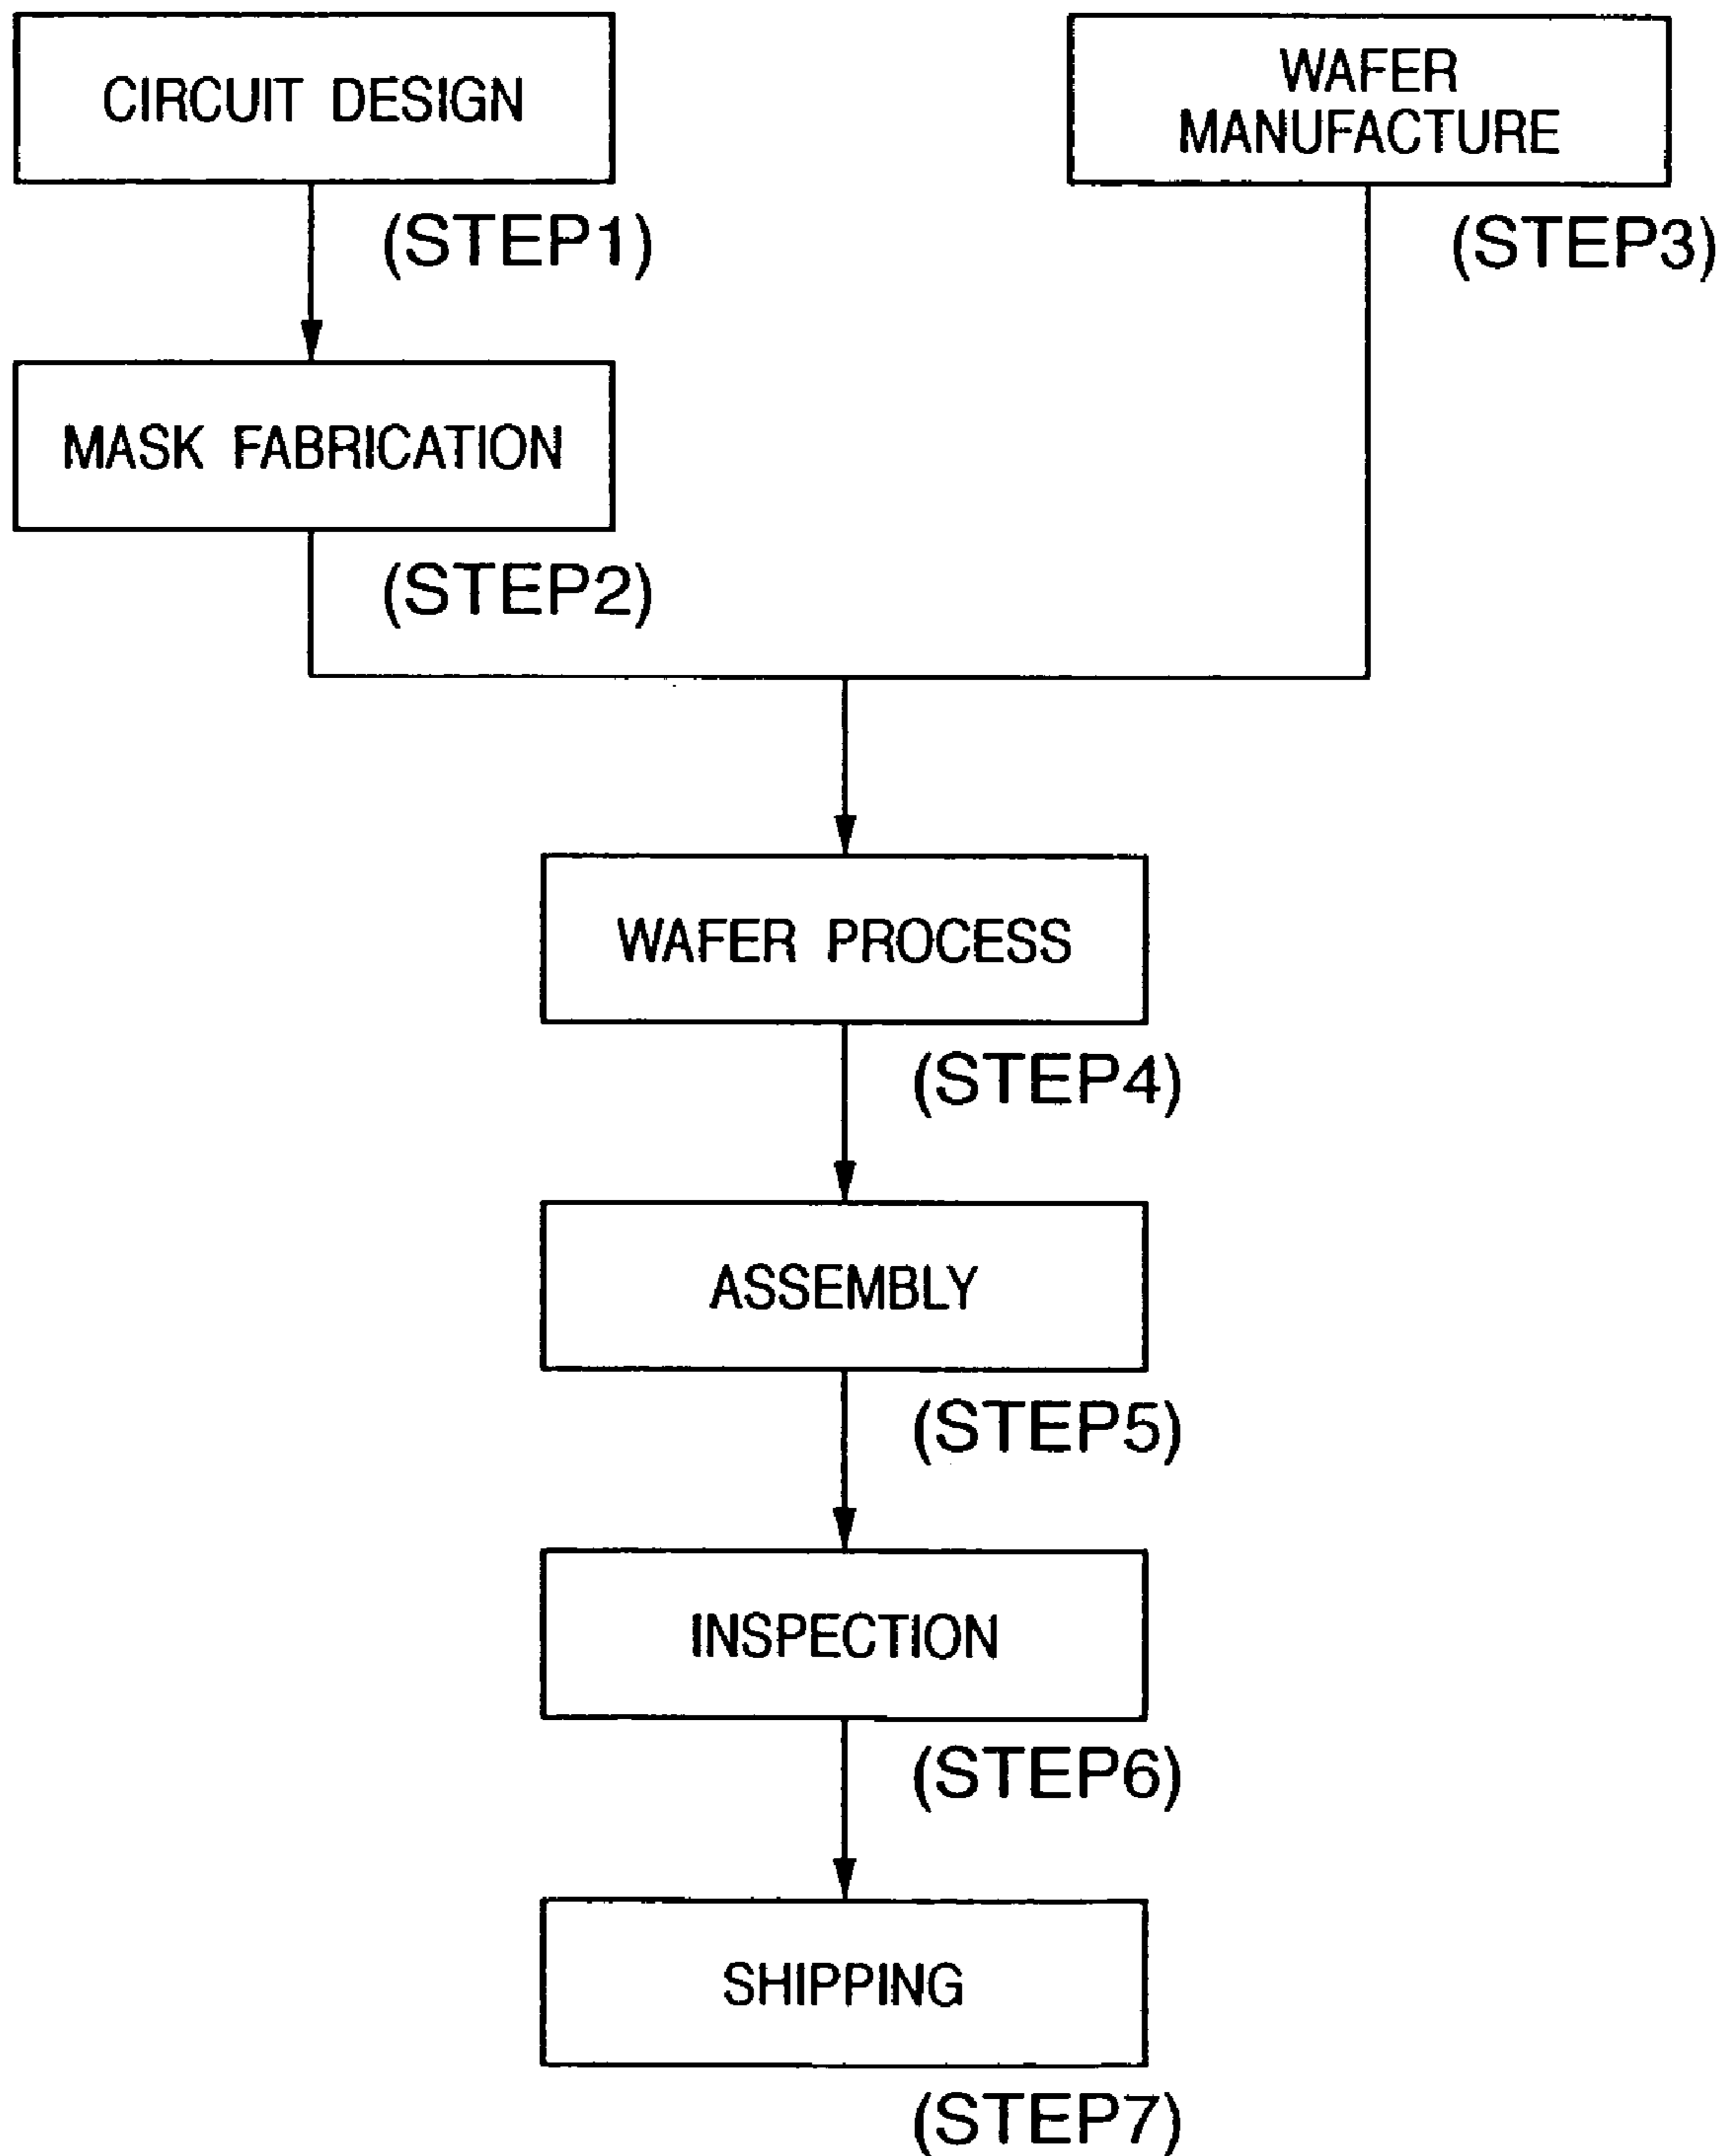 CIRCUIT DESIGN
(STEP1)
WAFER
MANUFACTURE
(STEP3)
MASK FABRICATION
(STEP2)
WAFER PROCESS
(STEP4)
ASSEMBLY
(STEP5)
INSPECTION
(STEP6)
SHIPPING
(STEP7)